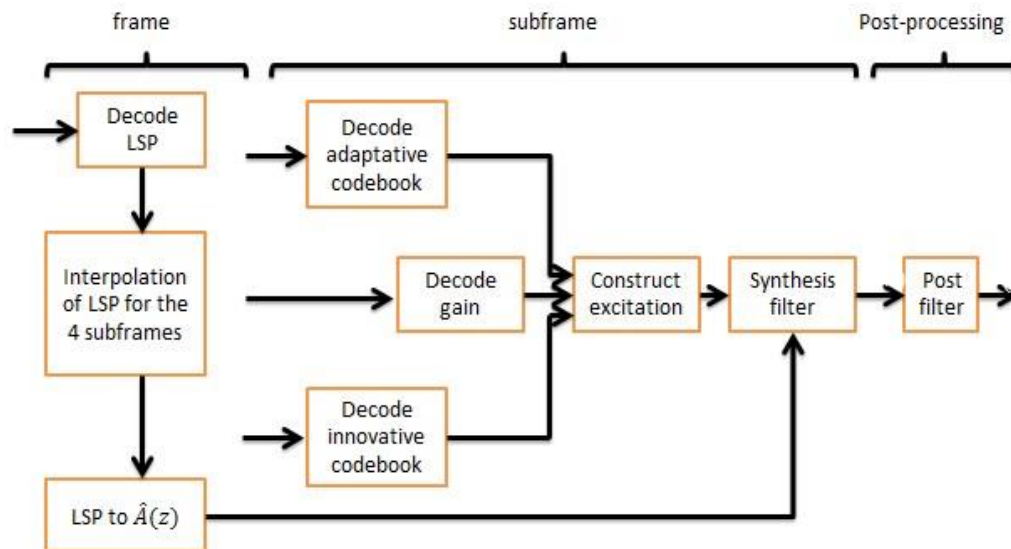 frame
subframe
Post-processing
Decode
LSP
Interpolation
of LSP for the
4 subframes
LSP to Â(z)
Decode
adaptative
codebook
Decode
gain
Decode
innovative
codebook
Construct
excitation
Synthesis
filter
Post
filter